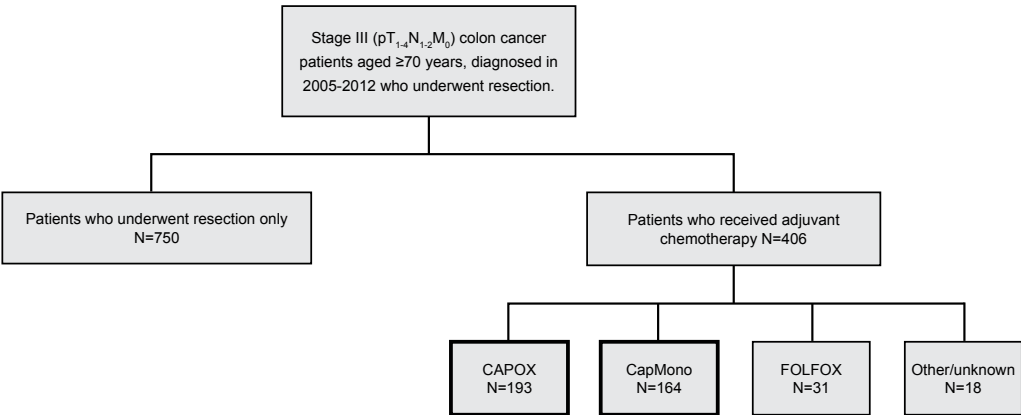 Stage III (pT₁₋₄N₁₋₂M₀) colon cancer
patients aged ≥70 years, diagnosed in
2005-2012 who underwent resection.
Patients who underwent resection only
N=750
Patients who received adjuvant
chemotherapy N=406
CAPOX
N=193
CapMono
N=164
FOLFOX
N=31
Other/unknown
N=18